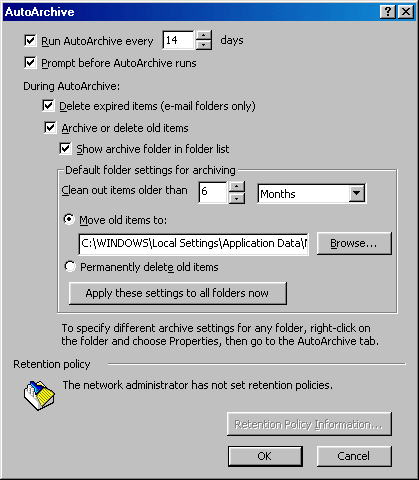 AutoArchive
Run AutoArchive every 14 days
Prompt before AutoArchive runs
During AutoArchive:
Delete expired items (e-mail folders only)
Archive or delete old items
Show archive folder in folder list
Default folder settings for archiving
Clean out items older than 6 Months
Move old items to:
C:\WINDOWS\Local Settings\Application Data\ Browse...
Permanently delete old items
Apply these settings to all folders now
To specify different archive settings for any folder, right-click on
the folder and choose Properties, then go to the AutoArchive tab.
Retention policy
The network administrator has not set retention policies.
Retention Policy Information...
OK Cancel